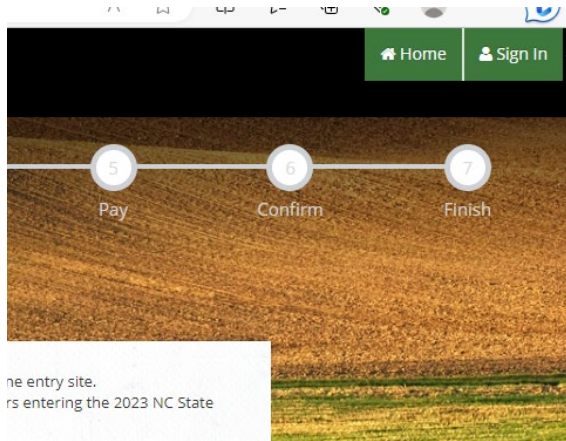 Home Sign In
5 6 7
Pay Confirm Finish
ne entry site.
rs entering the 2023 NC State